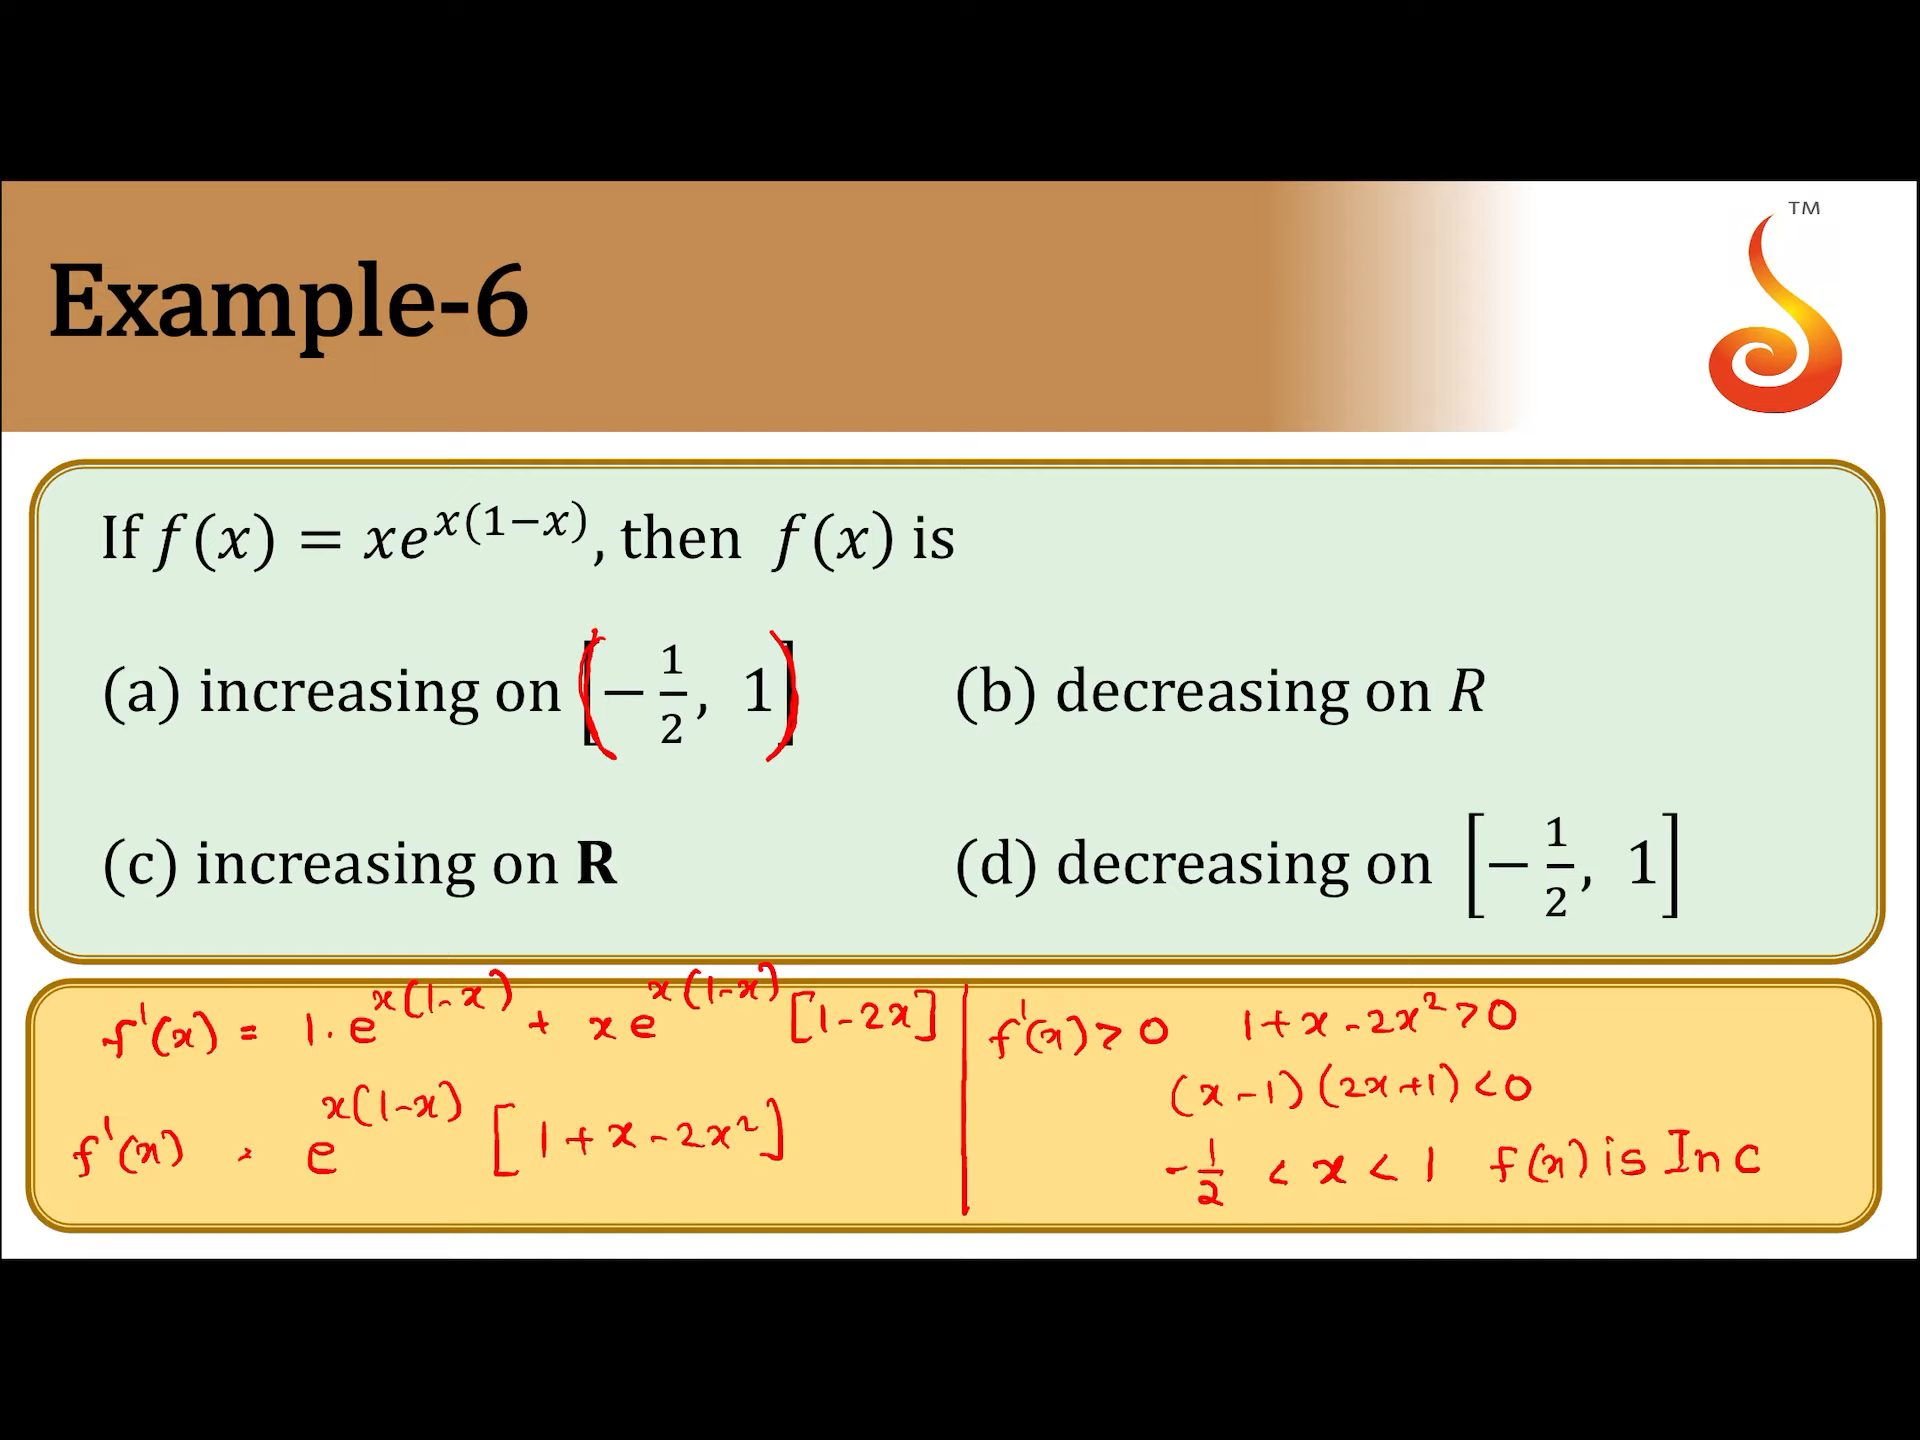 TM
Example-6
If f(x) = xe^{x(1−x)}, then f(x) is
(a) increasing on [−1/2, 1]
(b) decreasing on R
(c) increasing on R
(d) decreasing on [−1/2, 1]
f'(x) = 1. e^{x(1-x)} + x e^{x(1-x)} [1-2x]
f'(x) = e^{x(1-x)} [1+x-2x²]
f'(x) > 0 1+x-2x² > 0
(x-1)(2x+1) < 0
-1/2 < x < 1 f(x) is Inc